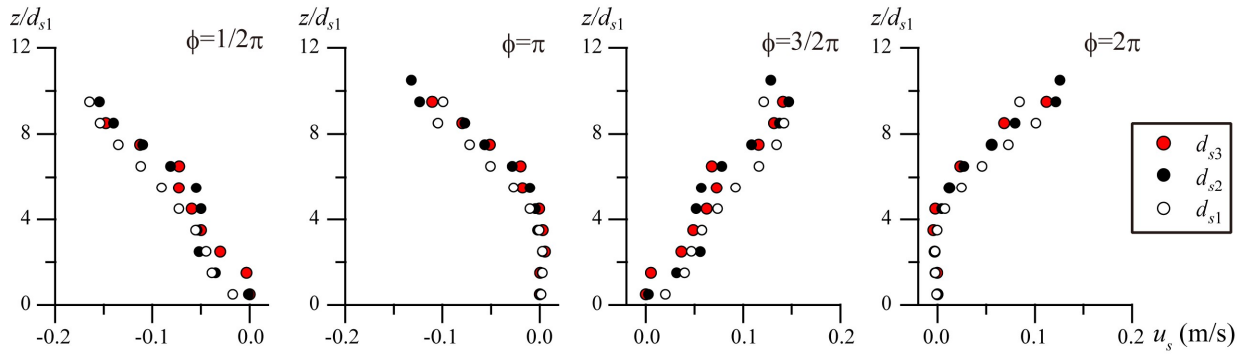 z/ds1 z/ds1 z/ds1 z/ds1
ϕ=1/2π ϕ=π ϕ=3/2π ϕ=2π
12 12 12 12
8 8 8 8
4 4 4 4
0 0 0 0
-0.2 -0.1 0.0 -0.2 -0.1 0.0 0.0 0.1 0.2 0.0 0.1 0.2 us (m/s)
ds3
ds2
ds1